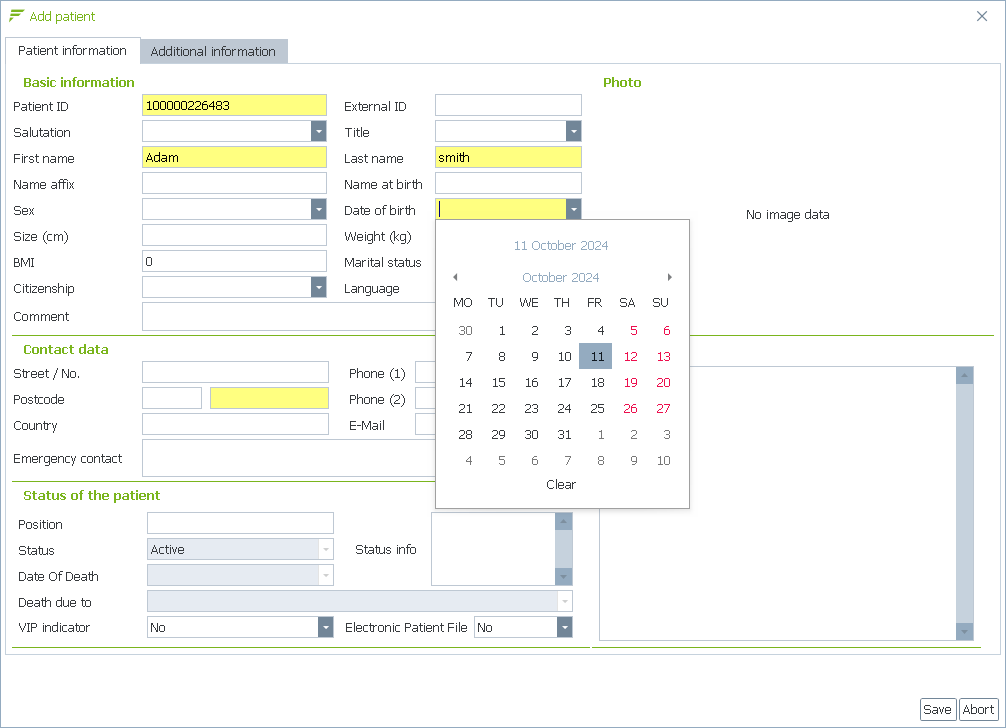 Add patient
Patient information Additional information
Basic information Photo
Patient ID 100000226483 External ID
Salutation Title
First name Adam Last name smith
Name affix Name at birth
Sex Date of birth
No image data
Size (cm) Weight (kg)
BMI 0 Marital status
Citizenship Language
Comment
11 October 2024
October 2024
MO TU WE TH FR SA SU
30 1 2 3 4 5 6
7 8 9 10 11 12 13
14 15 16 17 18 19 20
21 22 23 24 25 26 27
28 29 30 31 1 2 3
4 5 6 7 8 9 10
Clear
Contact data
Street / No. Phone (1)
Postcode Phone (2)
Country E-Mail
Emergency contact
Status of the patient
Position
Status Active Status info
Date Of Death
Death due to
VIP indicator No Electronic Patient File No
Save Abort